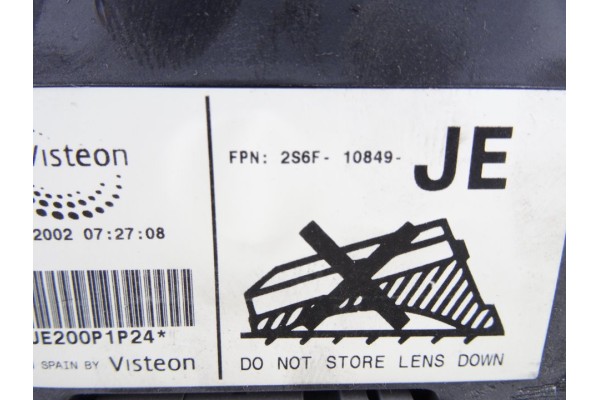 Visteon
FPN: 2S6F- 10849- JE
2002 07:27:08
JE200P1P24*
SPAIN BY Visteon
DO NOT STORE LENS DOWN